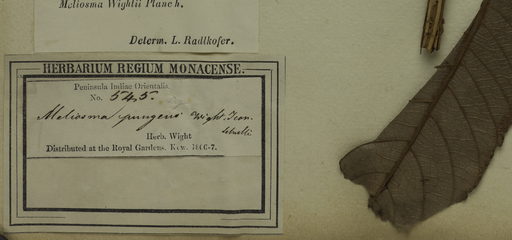 Meliosma Wightii Planch.
Determ. L. Radlkofer.
HERBARIUM REGIUM MONACENSE.
Peninsula Indiae Orientalis.
No. 545.
Meliosma pungens Wight. Icon.
Herb. Wight
Distributed at the Royal Gardens, Kew. 1866-7.